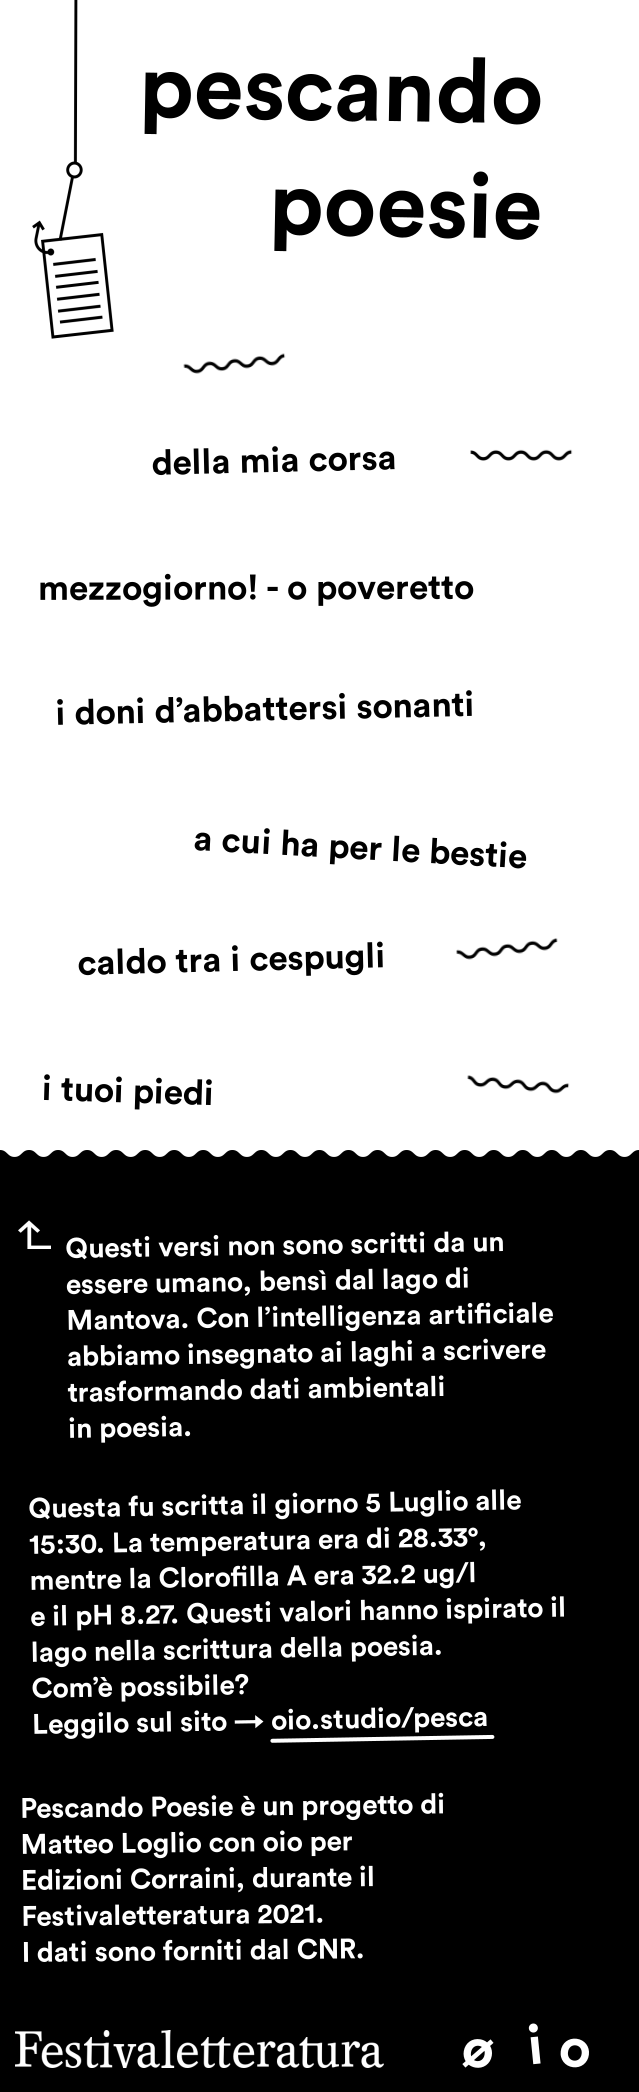 pescando
poesie
della mia corsa
mezzogiorno! - o poveretto
i doni d'abbattersi sonanti
a cui ha per le bestie
caldo tra i cespugli
i tuoi piedi
Questi versi non sono scritti da un
essere umano, bensì dal lago di
Mantova. Con l'intelligenza artificiale
abbiamo insegnato ai laghi a scrivere
trasformando dati ambientali
in poesia.
Questa fu scritta il giorno 5 Luglio alle
15:30. La temperatura era di 28.33°,
mentre la Clorofilla A era 32.2 ug/l
e il pH 8.27. Questi valori hanno ispirato il
lago nella scrittura della poesia.
Com'è possibile?
Leggilo sul sito → oio.studio/pesca
Pescando Poesie è un progetto di
Matteo Loglio con oio per
Edizioni Corraini, durante il
Festivaletteratura 2021.
I dati sono forniti dal CNR.
Festivaletteratura ø i o